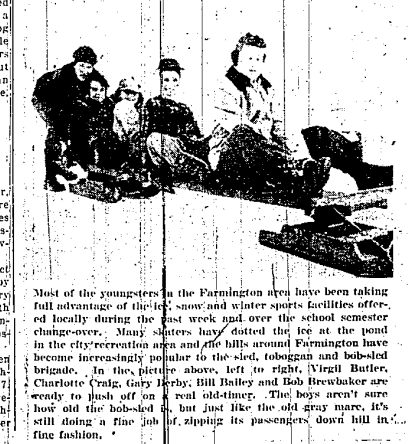 Most of the youngsters in the Farmington area have been taking
full advantage of the ice, snow and winter sports facilities offer-
ed locally during the past week and over the school semester
change-over. Many skaters have dotted the ice at the pond
in the city recreation area and the hills around Farmington have
become increasingly popular to the sled, toboggan and bob-sled
brigade. In the picture above, left to right, Virgil Butler,
Charlotte Craig, Gary Derby, Bill Bailey and Bob Brewbaker are
ready to push off on a real old-timer. The boys aren't sure
how old the bob-sled is, but just like the old gray mare, it's
still doing a fine job of zipping its passengers down hill in
fine fashion.